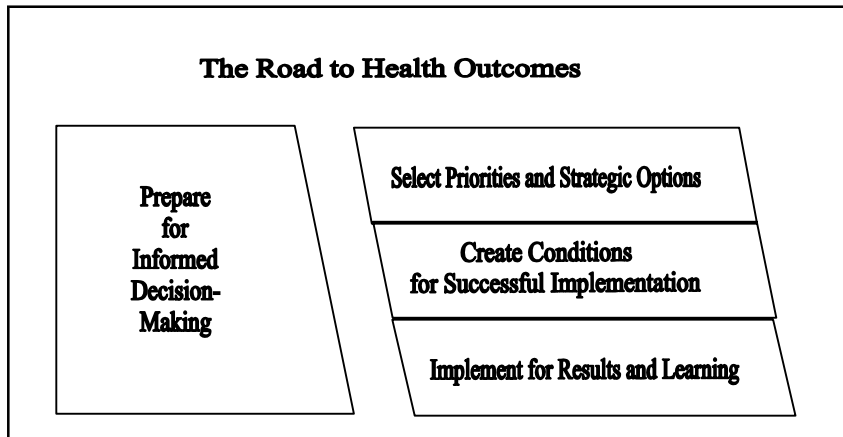 The Road to Health Outcomes
Prepare
for
Informed
Decision-
Making
Select Priorities and Strategic Options
Create Conditions
for Successful Implementation
Implement for Results and Learning